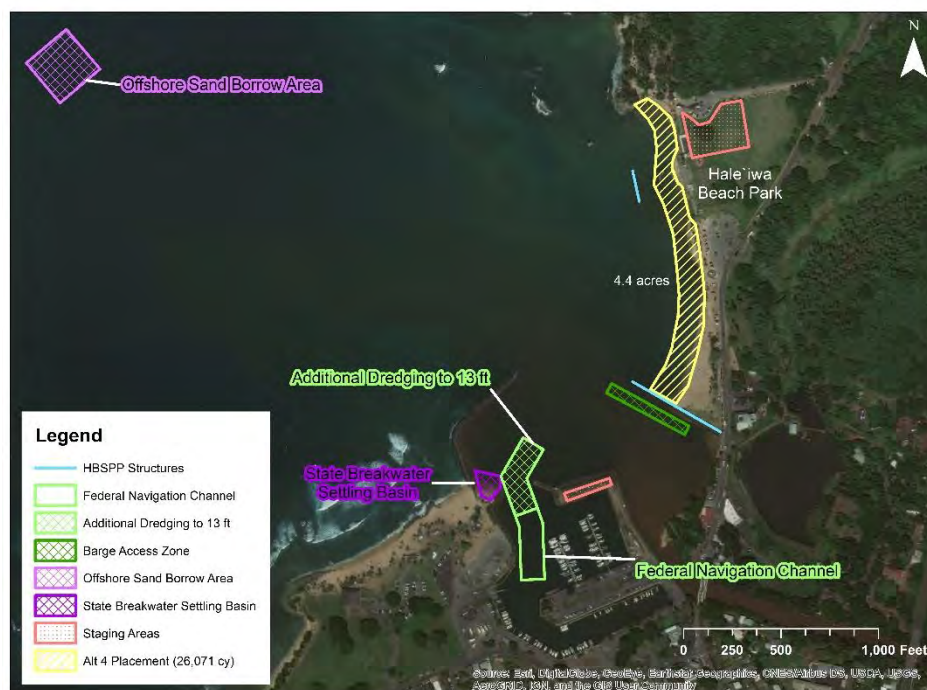 N
Offshore Sand Borrow Area
Hale`iwa
Beach Park
4.4 acres
Additional Dredging to 13 ft
State Breakwater
Settling Basin
Federal Navigation Channel
Legend
HBSPP Structures
Federal Navigation Channel
Additional Dredging to 13 ft
Barge Access Zone
Offshore Sand Borrow Area
State Breakwater Settling Basin
Staging Areas
Alt 4 Placement (26,071 cy)
0 250 500 1,000 Feet
Source: Esri, DigitalGlobe, GeoEye, Earthstar Geographics, CNES/Airbus DS, USDA, USGS,
AeroGRID, IGN, and the GIS User Community